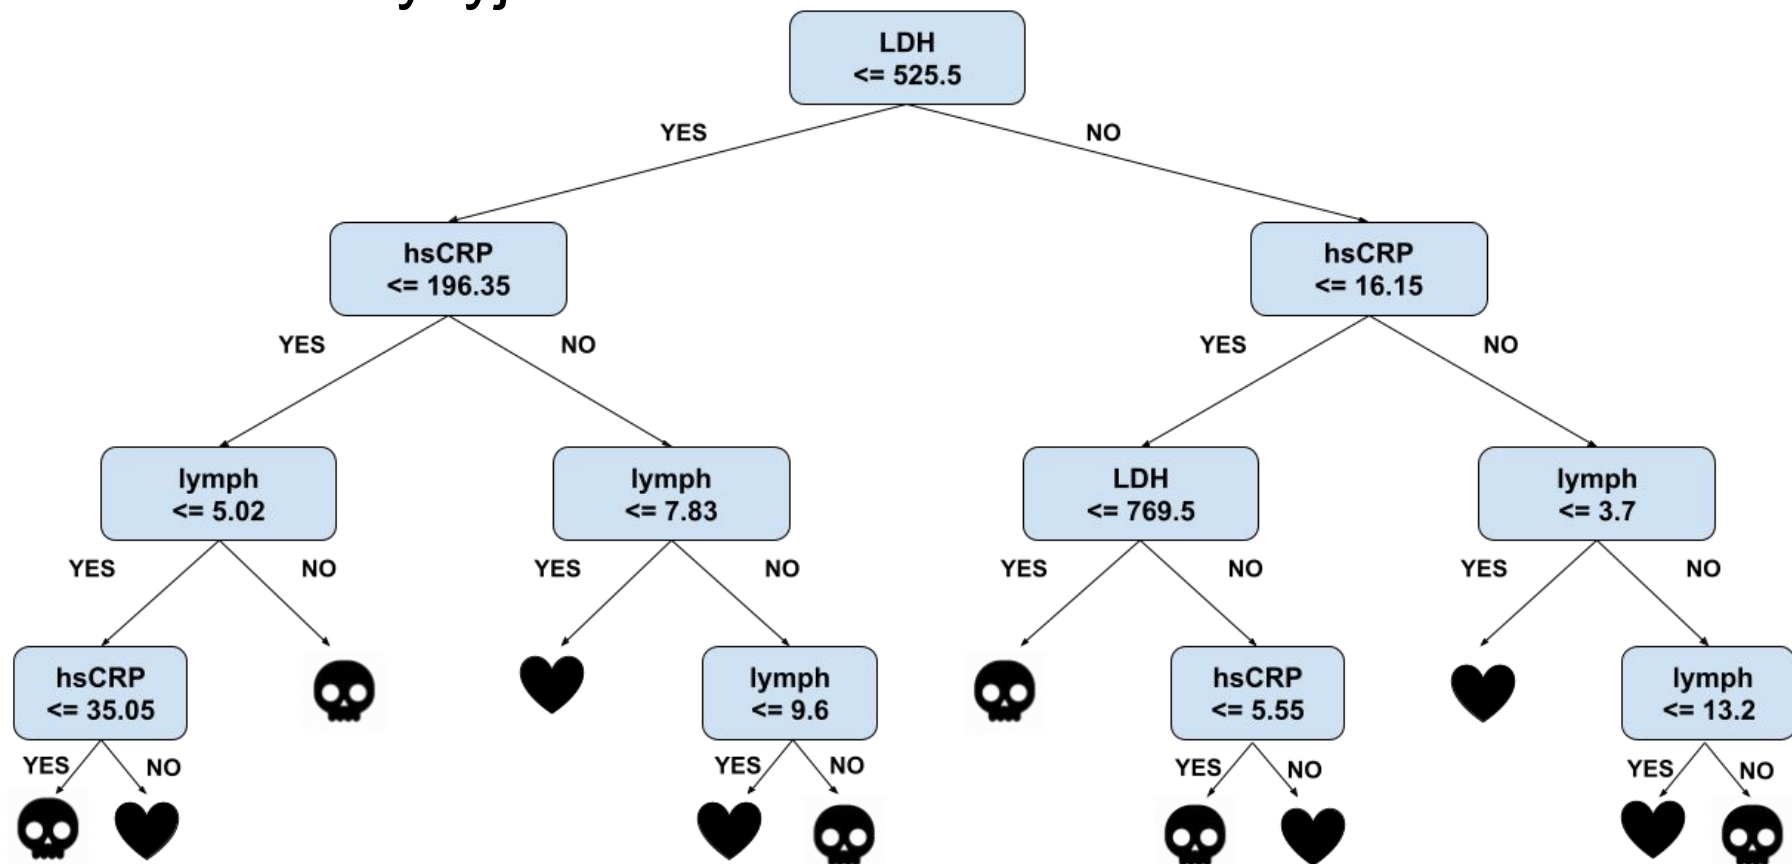 LDH
<= 525.5
YES
NO
hsCRP
<= 196.35
hsCRP
<= 16.15
YES
NO
YES
NO
lymph
<= 5.02
lymph
<= 7.83
LDH
<= 769.5
lymph
<= 3.7
YES
NO
YES
NO
YES
NO
YES
NO
hsCRP
<= 35.05
lymph
<= 9.6
hsCRP
<= 5.55
lymph
<= 13.2
YES
NO
YES
NO
YES
NO
YES
NO